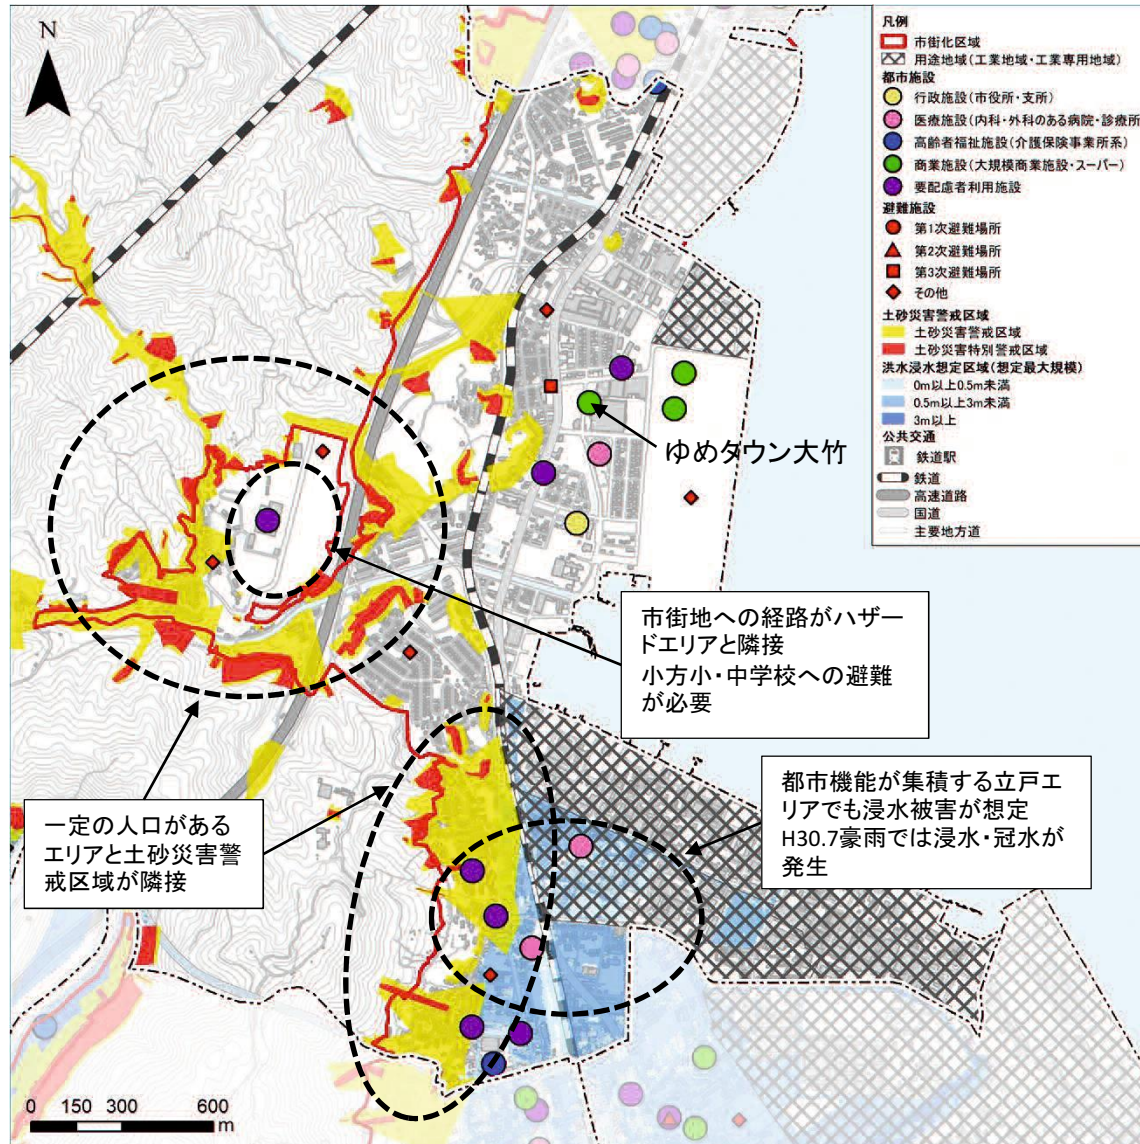 N
凡例
市街化区域
用途地域(工業地域・工業専用地域)
都市施設
行政施設(市役所・支所)
医療施設(内科・外科のある病院・診療所
高齢者福祉施設(介護保険事業所系)
商業施設(大規模商業施設・スーパー)
要配慮者利用施設
避難施設
第1次避難場所
第2次避難場所
第3次避難場所
その他
土砂災害警戒区域
土砂災害警戒区域
土砂災害特別警戒区域
洪水浸水想定区域(想定最大規模)
0m以上0.5m未満
0.5m以上3m未満
3m以上
公共交通
鉄道駅
鉄道
高速道路
国道
主要地方道
ゆめタウン大竹
市街地への経路がハザー
ドエリアと隣接
小方小・中学校への避難
が必要
都市機能が集積する立戸エ
リアでも浸水被害が想定
H30.7豪雨では浸水・冠水が
発生
一定の人口がある
エリアと土砂災害警
戒区域が隣接
0 150 300 600
m